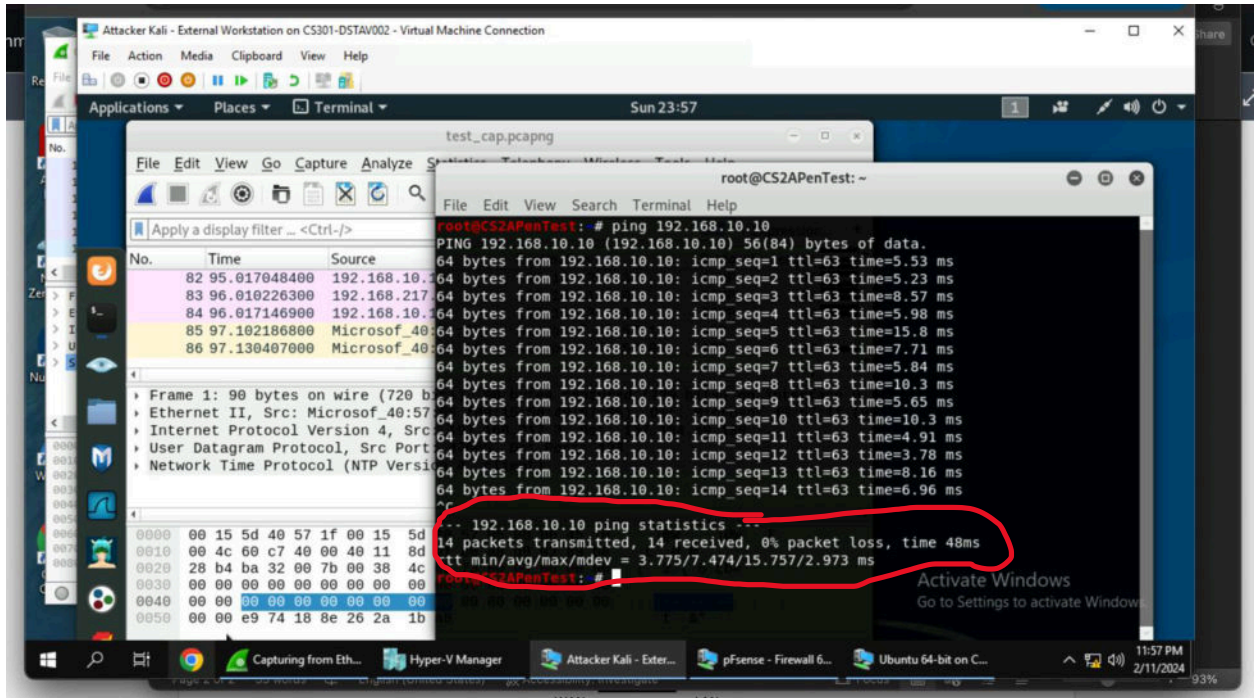 Share
Attacker Kali - External Workstation on CS301-DSTAV002 - Virtual Machine Connection
File Action Media Clipboard View Help
Applications Places Terminal Sun 23:57 1
test_cap.pcapng
File Edit View Go Capture Analyze
Apply a display filter ... <Ctrl-/>
No. Time Source
82 95.017048400 192.168.10.1
83 96.010226300 192.168.217.
84 96.017146900 192.168.10.1
85 97.102186800 Microsof_40:
86 97.130407000 Microsof_40:
Frame 1: 90 bytes on wire (720 b
Ethernet II, Src: Microsof_40:57
Internet Protocol Version 4, Src
User Datagram Protocol, Src Port
Network Time Protocol (NTP Versi
0000 00 15 5d 40 57 1f 00 15 5d
0010 00 4c 60 c7 40 00 40 11 8d
0020 28 b4 ba 32 00 7b 00 38 4c
0030 00 00 00 00 00 00 00 00 00
0040 00 00 00 00 00 00 00 00 00
0050 00 00 e9 74 18 8e 26 2a 1b
root@CS2APenTest: ~
File Edit View Search Terminal Help
root@CS2APenTest:~# ping 192.168.10.10
PING 192.168.10.10 (192.168.10.10) 56(84) bytes of data.
64 bytes from 192.168.10.10: icmp_seq=1 ttl=63 time=5.53 ms
64 bytes from 192.168.10.10: icmp_seq=2 ttl=63 time=5.23 ms
64 bytes from 192.168.10.10: icmp_seq=3 ttl=63 time=8.57 ms
64 bytes from 192.168.10.10: icmp_seq=4 ttl=63 time=5.98 ms
64 bytes from 192.168.10.10: icmp_seq=5 ttl=63 time=15.8 ms
64 bytes from 192.168.10.10: icmp_seq=6 ttl=63 time=7.71 ms
64 bytes from 192.168.10.10: icmp_seq=7 ttl=63 time=5.84 ms
64 bytes from 192.168.10.10: icmp_seq=8 ttl=63 time=10.3 ms
64 bytes from 192.168.10.10: icmp_seq=9 ttl=63 time=5.65 ms
64 bytes from 192.168.10.10: icmp_seq=10 ttl=63 time=10.3 ms
64 bytes from 192.168.10.10: icmp_seq=11 ttl=63 time=4.91 ms
64 bytes from 192.168.10.10: icmp_seq=12 ttl=63 time=3.78 ms
64 bytes from 192.168.10.10: icmp_seq=13 ttl=63 time=8.16 ms
64 bytes from 192.168.10.10: icmp_seq=14 ttl=63 time=6.96 ms
^C
--- 192.168.10.10 ping statistics ---
14 packets transmitted, 14 received, 0% packet loss, time 48ms
rtt min/avg/max/mdev = 3.775/7.474/15.757/2.973 ms
root@CS2APenTest:~#
Activate Windows
Go to Settings to activate Windows.
Capturing from Eth... Hyper-V Manager Attacker Kali - Exter... pFsense - Firewall 6... Ubuntu 64-bit on C...
11:57 PM
2/11/2024
93%